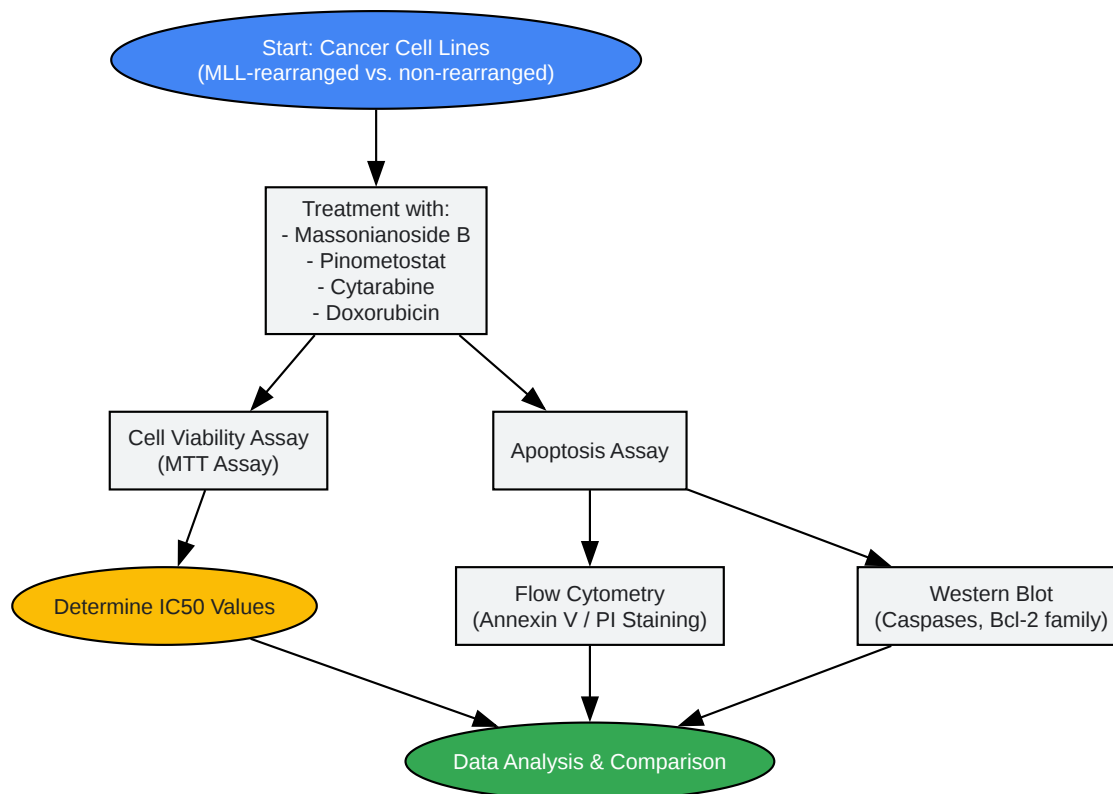 Start: Cancer Cell Lines
(MLL-rearranged vs. non-rearranged)
Treatment with:
- Massonianoside B
- Pinometostat
- Cytarabine
- Doxorubicin
Cell Viability Assay
(MTT Assay)
Apoptosis Assay
Determine IC50 Values
Flow Cytometry
(Annexin V / PI Staining)
Western Blot
(Caspases, Bcl-2 family)
Data Analysis & Comparison